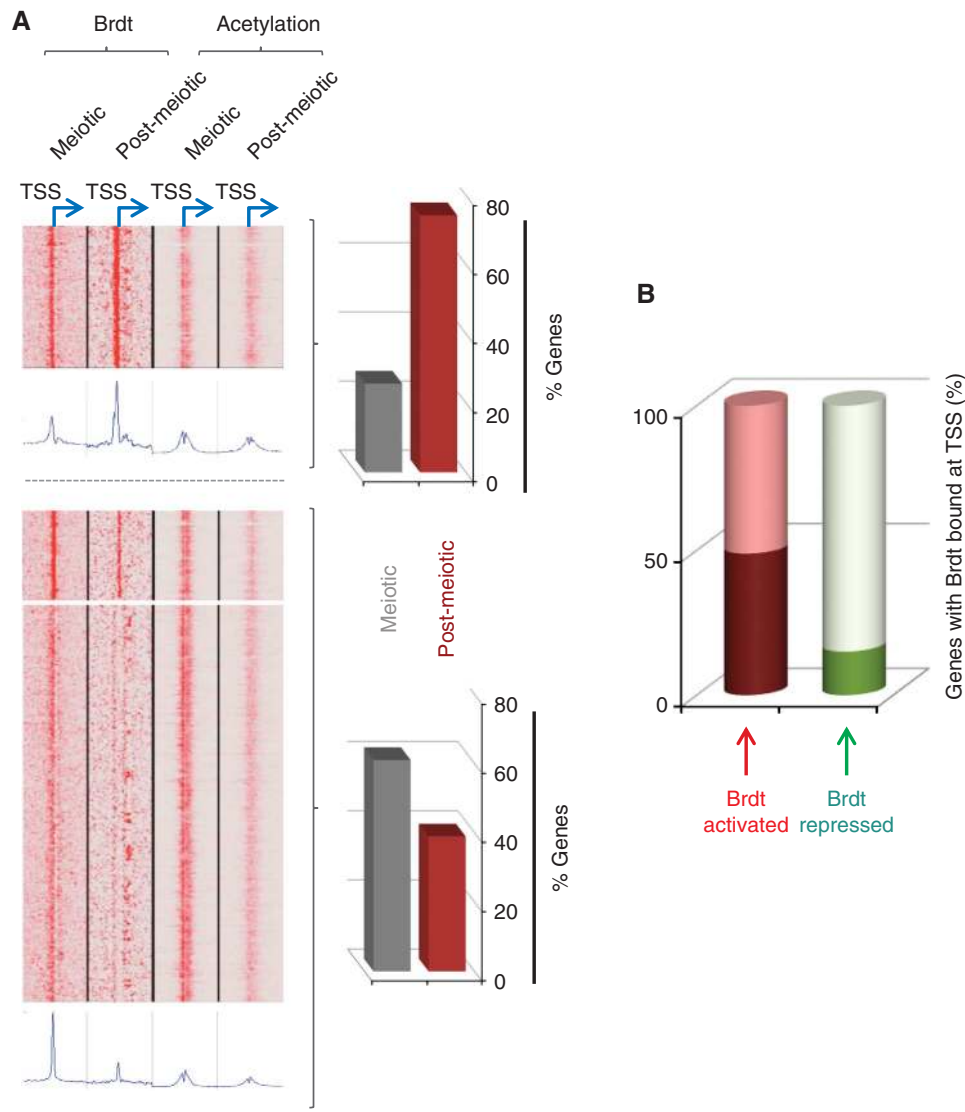 A
Brdt
Acetylation
Meiotic
Post-meiotic
Meiotic
Post-meiotic
TSS
TSS
TSS
TSS
80
60
40
20
0
% Genes
Meiotic
Post-meiotic
80
60
40
20
0
% Genes
B
100
50
0
Genes with Brdt bound at TSS (%)
Brdt
activated
Brdt
repressed